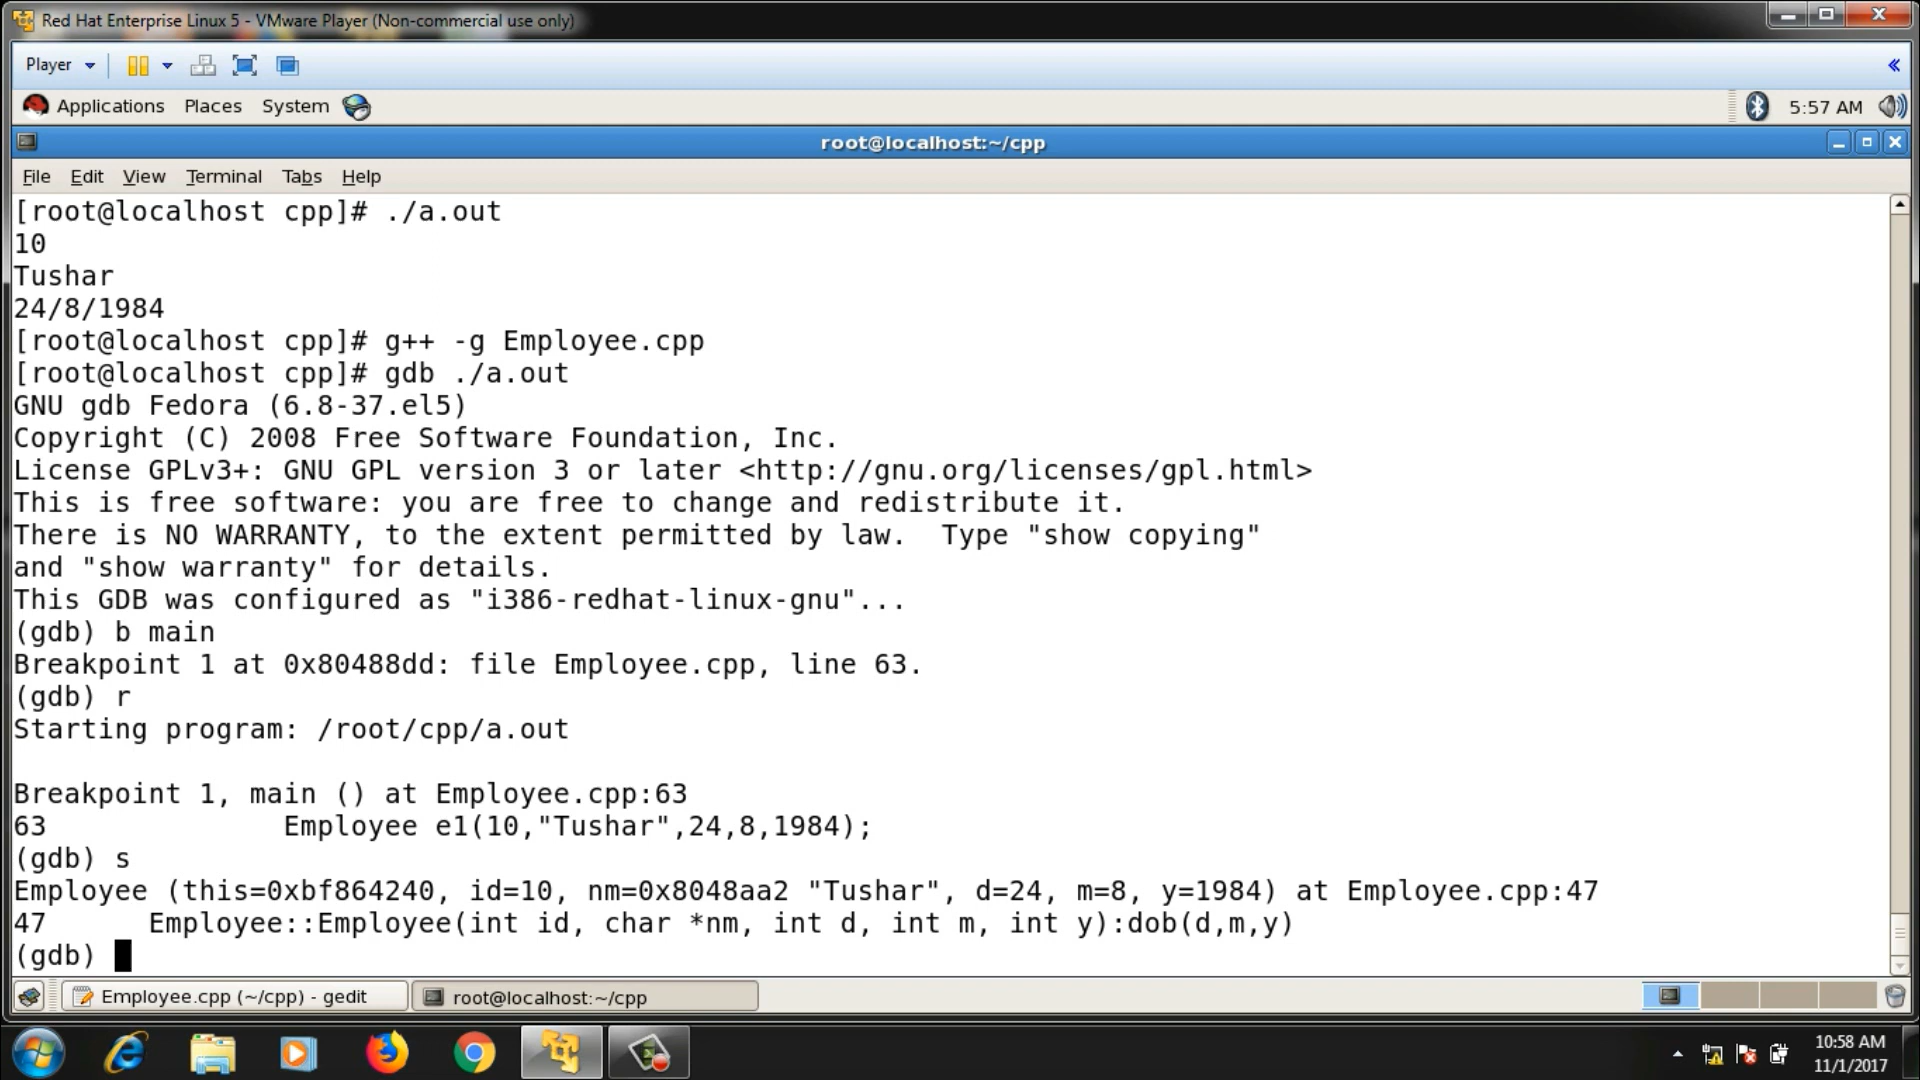 Red Hat Enterprise Linux 5 - VMware Player (Non-commercial use only)
Player
Applications Places System 5:57 AM
root@localhost:~/cpp
File Edit View Terminal Tabs Help
[root@localhost cpp]# ./a.out
10
Tushar
24/8/1984
[root@localhost cpp]# g++ -g Employee.cpp
[root@localhost cpp]# gdb ./a.out
GNU gdb Fedora (6.8-37.el5)
Copyright (C) 2008 Free Software Foundation, Inc.
License GPLv3+: GNU GPL version 3 or later <http://gnu.org/licenses/gpl.html>
This is free software: you are free to change and redistribute it.
There is NO WARRANTY, to the extent permitted by law.  Type "show copying"
and "show warranty" for details.
This GDB was configured as "i386-redhat-linux-gnu"...
(gdb) b main
Breakpoint 1 at 0x80488dd: file Employee.cpp, line 63.
(gdb) r
Starting program: /root/cpp/a.out
Breakpoint 1, main () at Employee.cpp:63
63              Employee e1(10,"Tushar",24,8,1984);
(gdb) s
Employee (this=0xbf864240, id=10, nm=0x8048aa2 "Tushar", d=24, m=8, y=1984) at Employee.cpp:47
47      Employee::Employee(int id, char *nm, int d, int m, int y):dob(d,m,y)
(gdb)
Employee.cpp (~/cpp) - gedit root@localhost:~/cpp
10:58 AM
11/1/2017